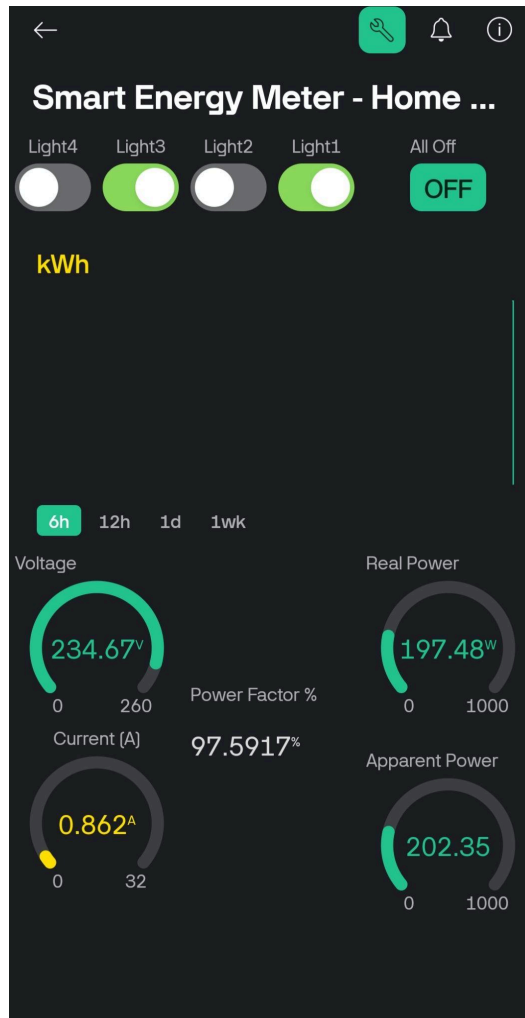 Smart Energy Meter - Home ...
Light4 Light3 Light2 Light1 All Off
OFF
kWh
6h 12h 1d 1wk
Voltage Real Power
234.67V 197.48W
0 260 0 1000
Power Factor %
97.5917%
Current (A) Apparent Power
0.862A 202.35
0 32 0 1000